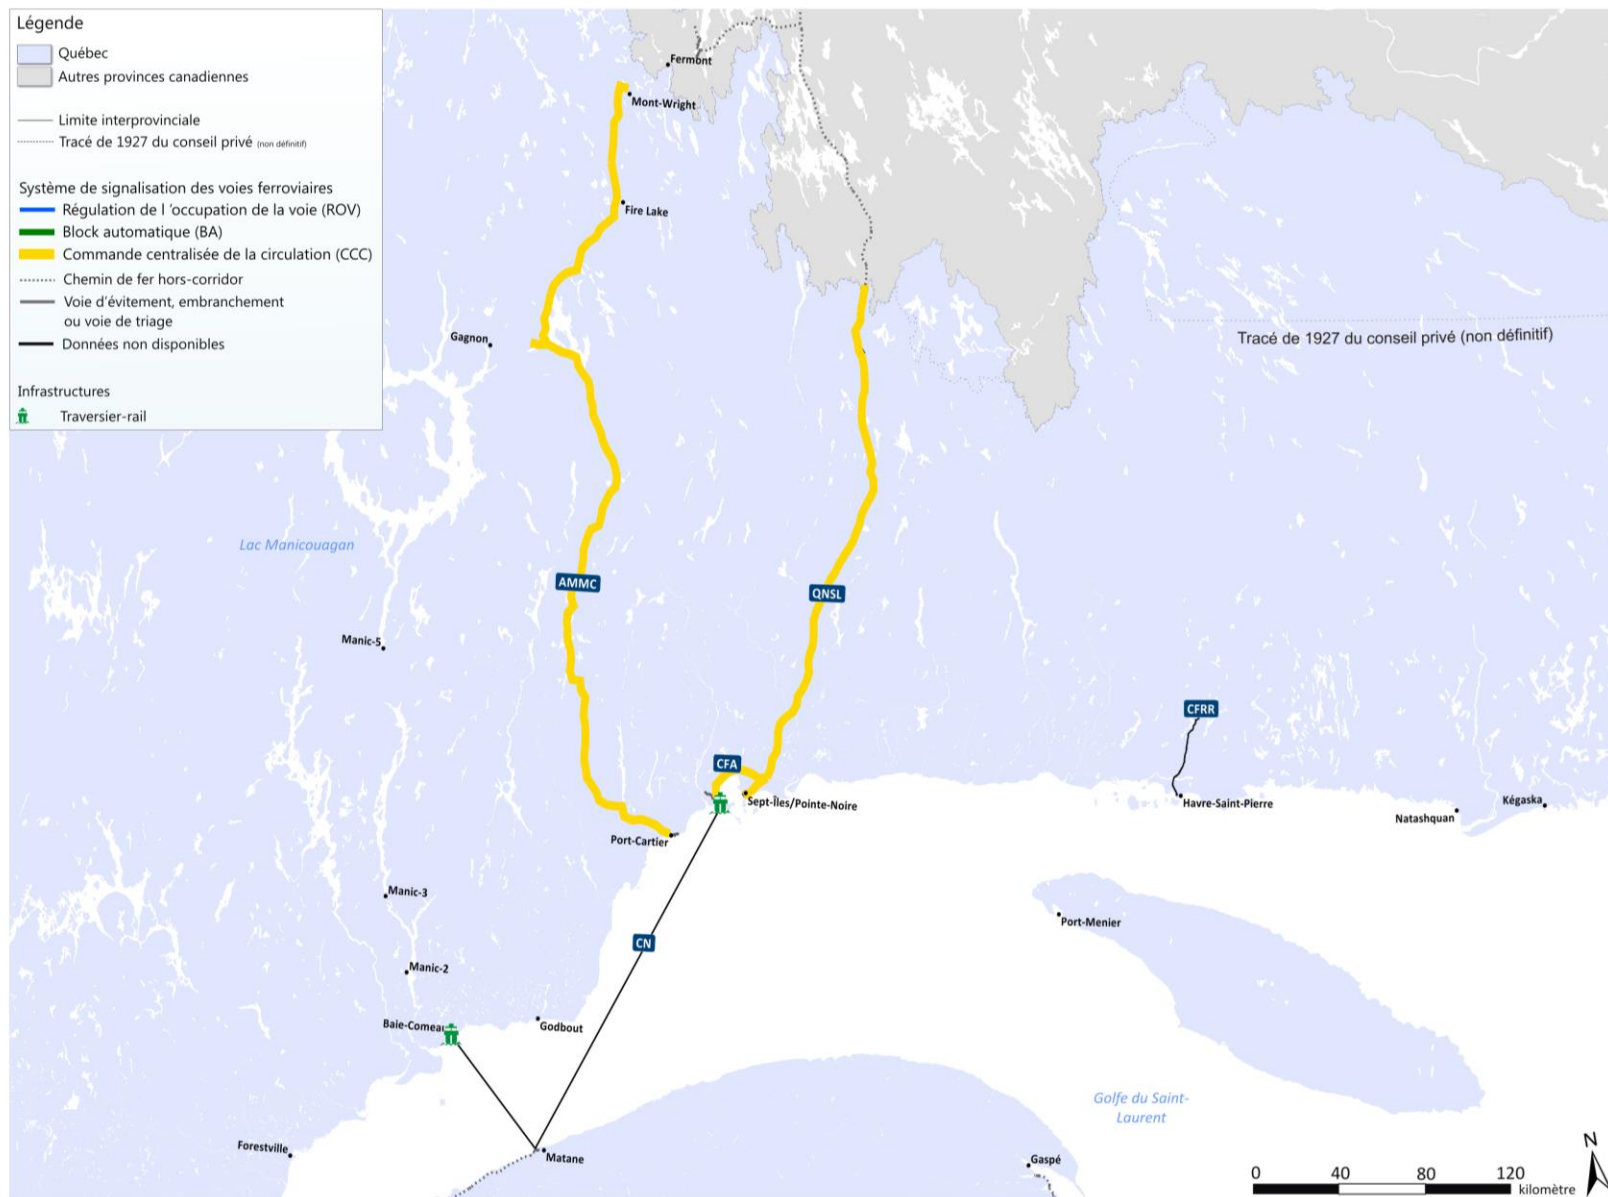 Légende
Québec
Autres provinces canadiennes
Limite interprovinciale
Tracé de 1927 du conseil privé (non définitif)
Système de signalisation des voies ferroviaires
Régulation de l 'occupation de la voie (ROV)
Block automatique (BA)
Commande centralisée de la circulation (CCC)
Chemin de fer hors-corridor
Voie d'évitement, embranchement
ou voie de triage
Données non disponibles
Infrastructures
Traversier-rail
Fermont
Mont-Wright
Fire Lake
Gagnon
Tracé de 1927 du conseil privé (non définitif)
Lac Manicouagan
AMMC
QNSL
Manic-5
CFRR
CFA
Sept-Îles/Pointe-Noire
Havre-Saint-Pierre
Kégaska
Natashquan
Port-Cartier
Manic-3
Port-Menier
CN
Manic-2
Baie-Comeau
Godbout
Golfe du Saint-
Laurent
Forestville
Matane
Gaspé
N
0 40 80 120
kilomètre